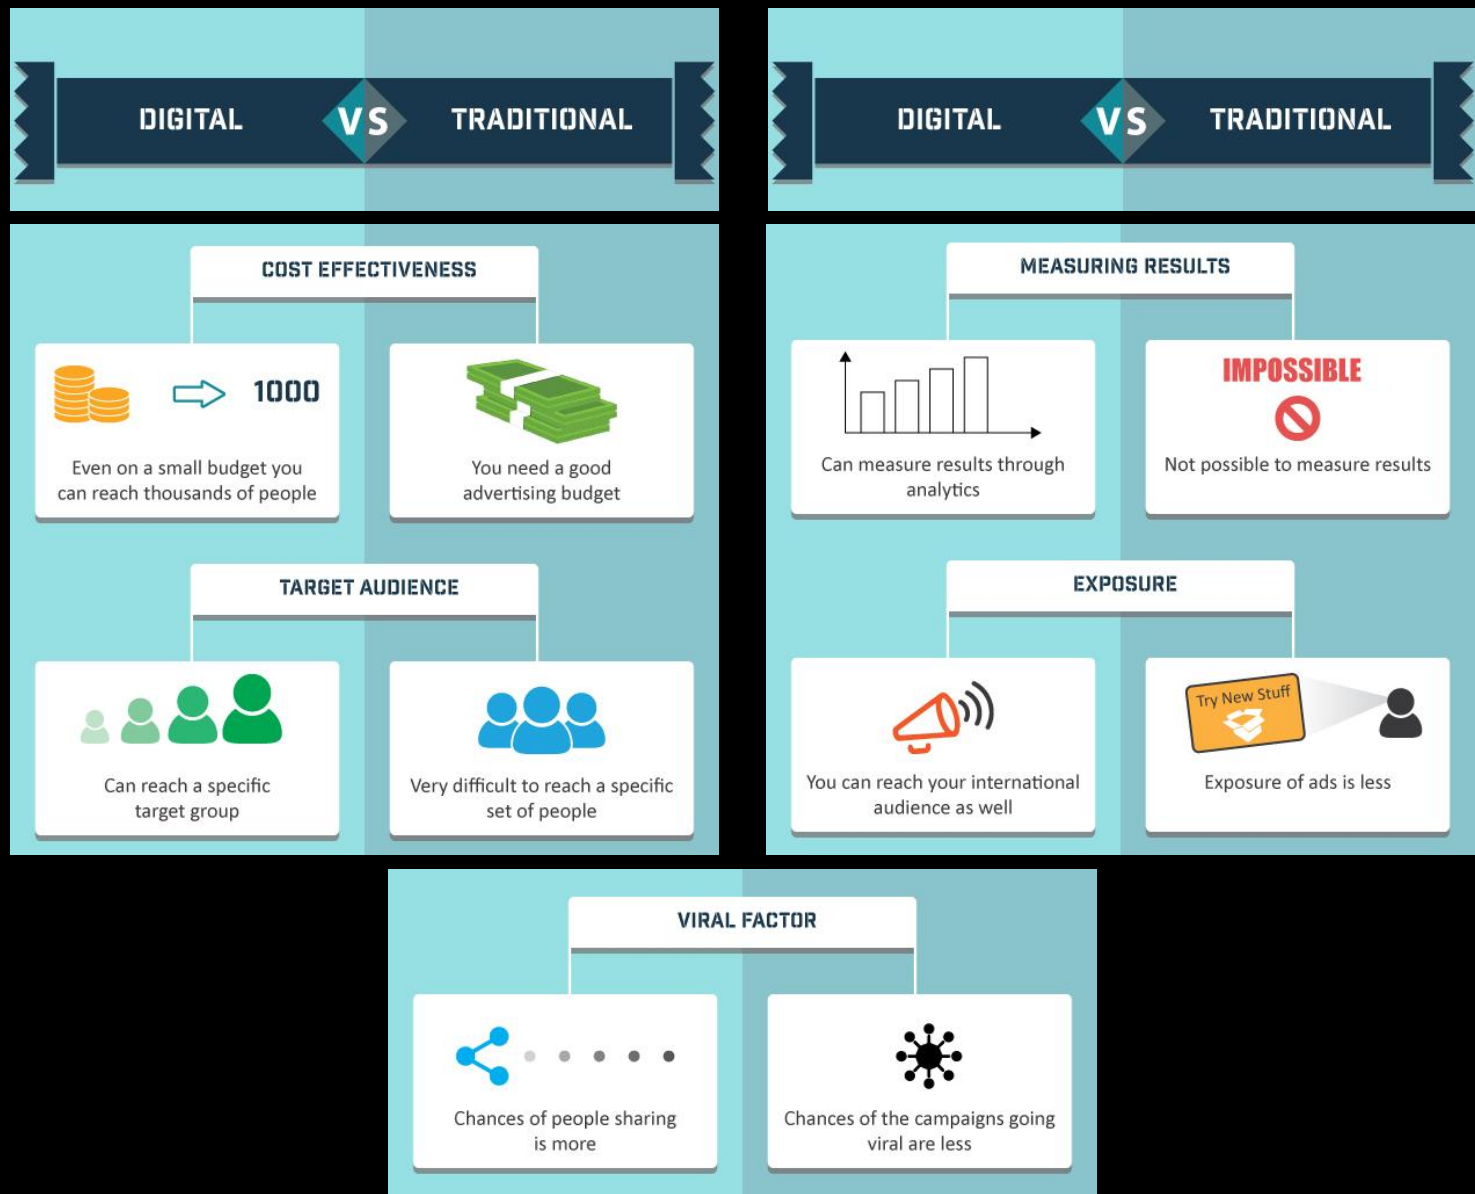 DIGITAL VS TRADITIONAL
COST EFFECTIVENESS
1000
Even on a small budget you
can reach thousands of people
You need a good
advertising budget
TARGET AUDIENCE
Can reach a specific
target group
Very difficult to reach a specific
set of people
DIGITAL VS TRADITIONAL
MEASURING RESULTS
Can measure results through
analytics
IMPOSSIBLE
Not possible to measure results
EXPOSURE
You can reach your international
audience as well
Try New Stuff
Exposure of ads is less
VIRAL FACTOR
Chances of people sharing
is more
Chances of the campaigns going
viral are less